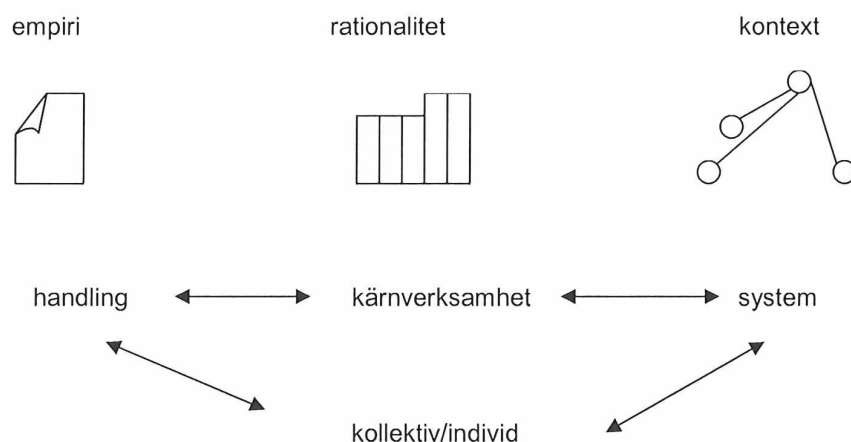 empiri rationalitet kontext
handling kärnverksamhet system
kollektiv/individ